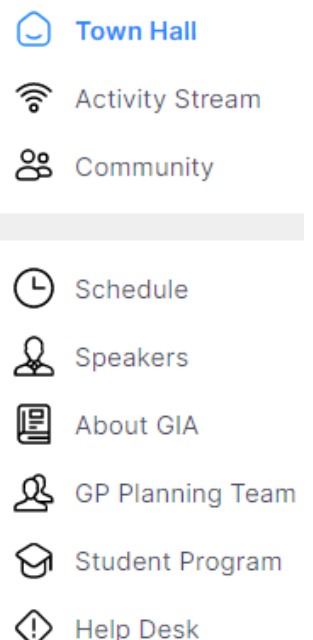 Town Hall
Activity Stream
Community
Schedule
Speakers
About GIA
GP Planning Team
Student Program
Help Desk